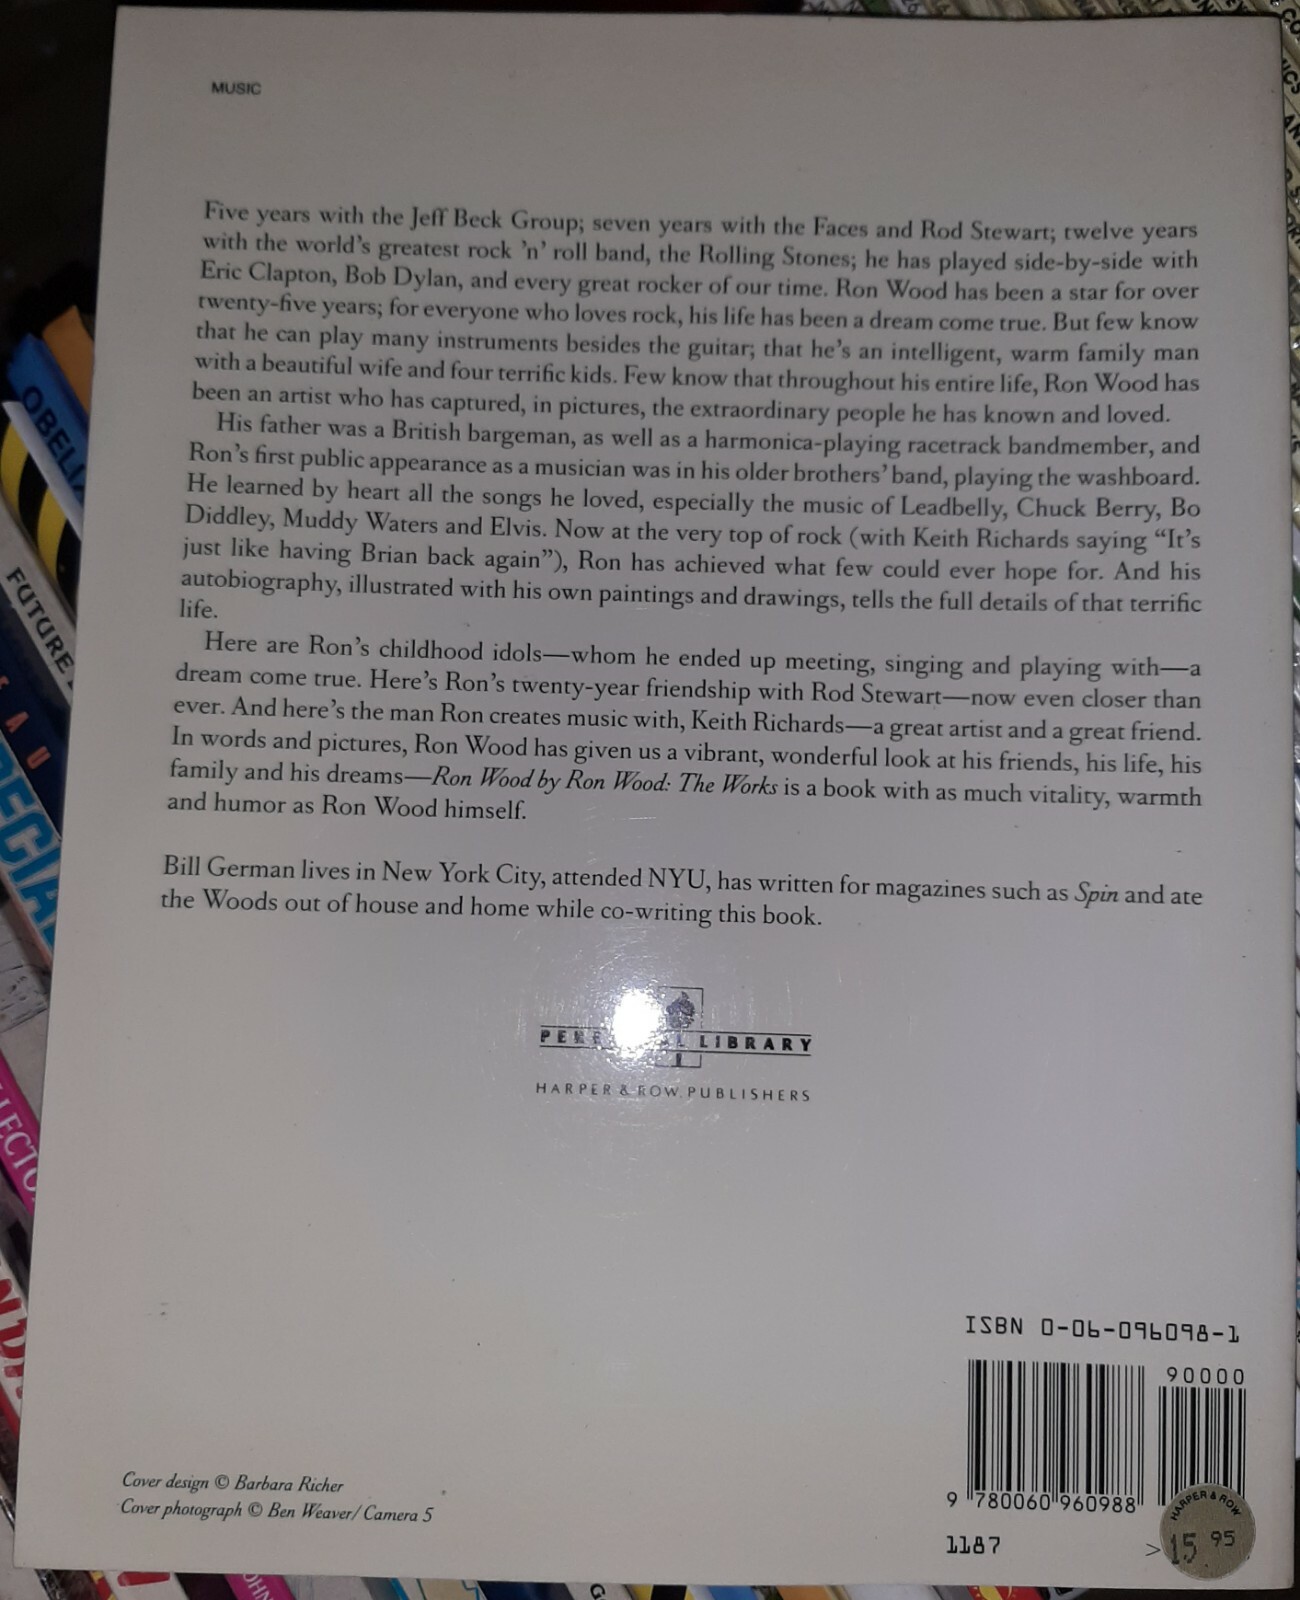 MUSIC
Five years with the Jeff Beck Group; seven years with the Faces and Rod Stewart; twelve years
with the world's greatest rock 'n' roll band, the Rolling Stones; he has played side-by-side with
Eric Clapton, Bob Dylan, and every great rocker of our time. Ron Wood has been a star for over
twenty-five years; for everyone who loves rock, his life has been a dream come true. But few know
that he can play many instruments besides the guitar; that he's an intelligent, warm family man
with a beautiful wife and four terrific kids. Few know that throughout his entire life, Ron Wood has
been an artist who has captured, in pictures, the extraordinary people he has known and loved.
His father was a British bargeman, as well as a harmonica-playing racetrack bandmember, and
Ron's first public appearance as a musician was in his older brothers' band, playing the washboard.
He learned by heart all the songs he loved, especially the music of Leadbelly, Chuck Berry, Bo
Diddley, Muddy Waters and Elvis. Now at the very top of rock (with Keith Richards saying “It's
just like having Brian back again”), Ron has achieved what few could ever hope for. And his
autobiography, illustrated with his own paintings and drawings, tells the full details of that terrific
life.
Here are Ron's childhood idols—whom he ended up meeting, singing and playing with—a
dream come true. Here's Ron's twenty-year friendship with Rod Stewart—now even closer than
ever. And here's the man Ron creates music with, Keith Richards—a great artist and a great friend.
In words and pictures, Ron Wood has given us a vibrant, wonderful look at his friends, his life, his
family and his dreams—Ron Wood by Ron Wood: The Works is a book with as much vitality, warmth
and humor as Ron Wood himself.
Bill German lives in New York City, attended NYU, has written for magazines such as Spin and ate
the Woods out of house and home while co-writing this book.
LIBRARY
HARPER & ROW, PUBLISHERS
ISBN 0-06-096098-1
90000
9 780060 960988
1187
>
HARPER & ROW
15 95
Cover design © Barbara Richer
Cover photograph © Ben Weaver/Camera 5
FUTURE